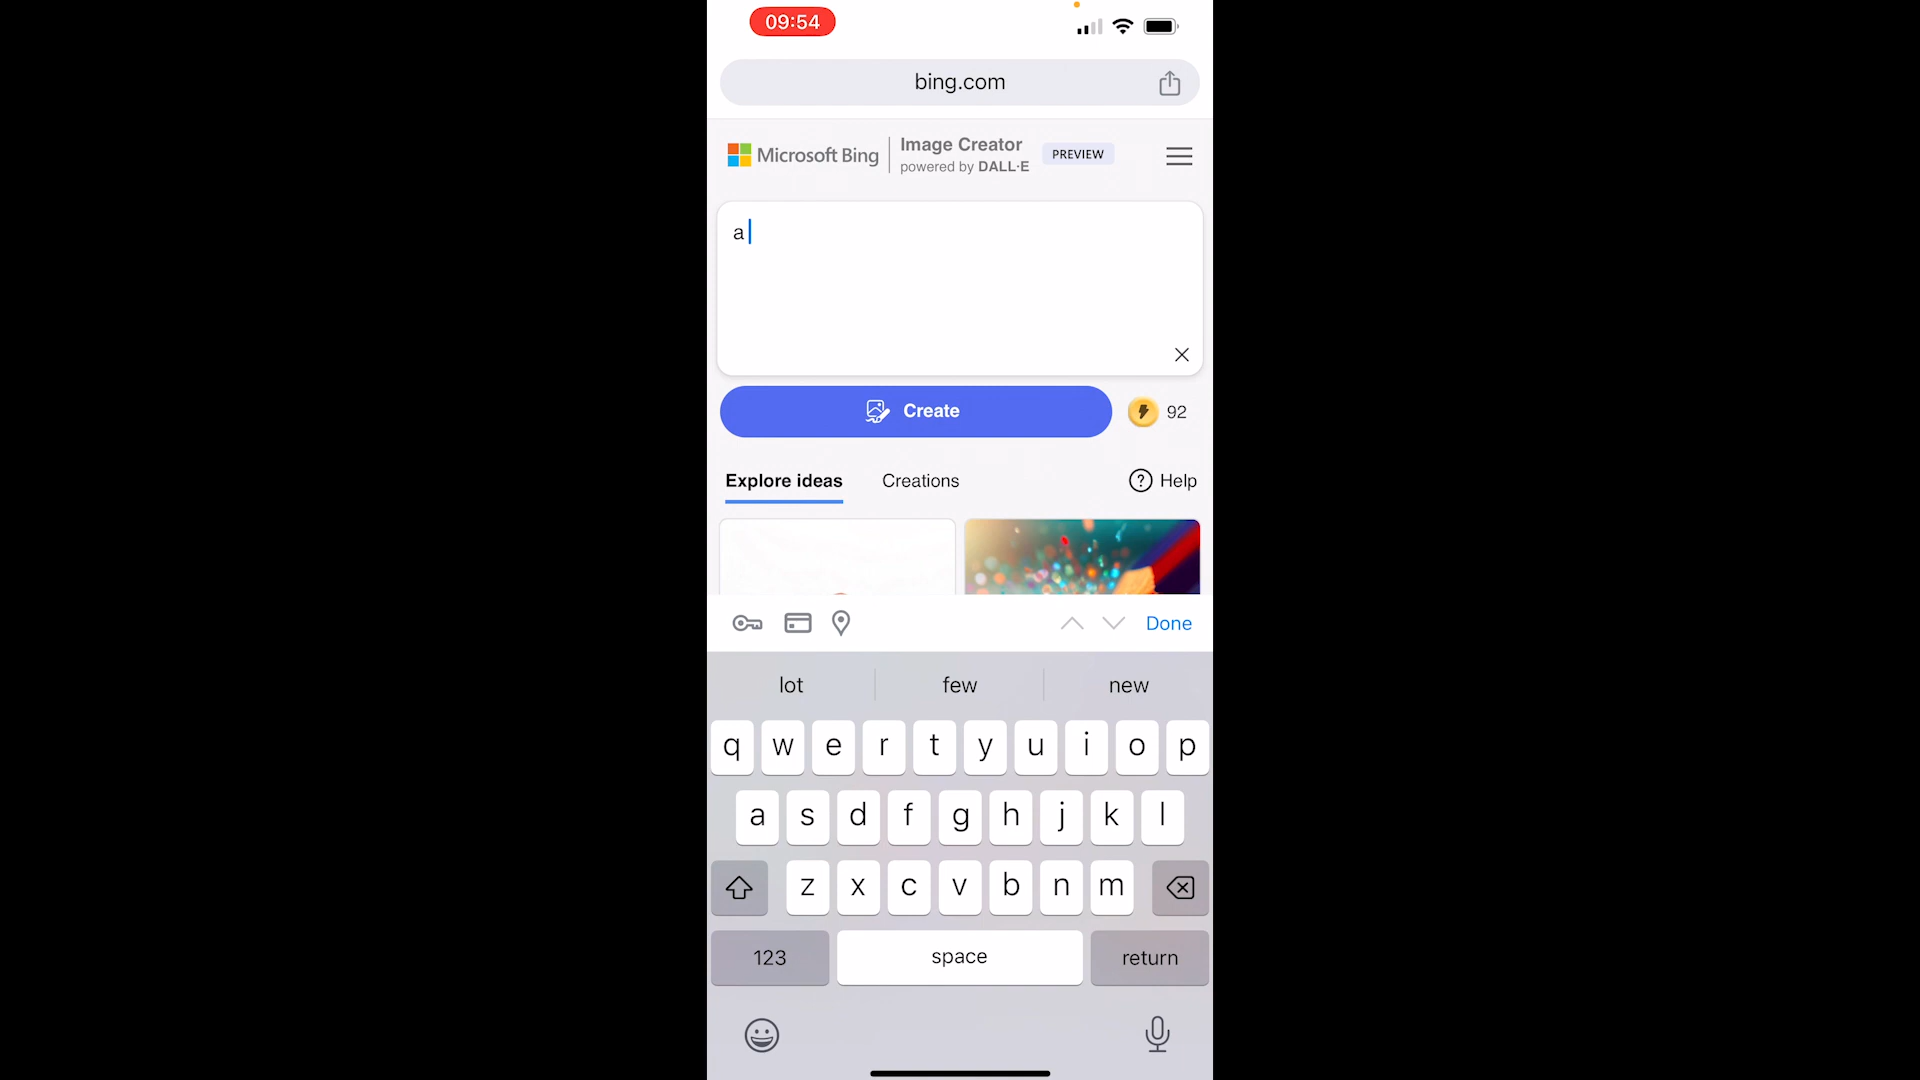 09:54
bing.com
Microsoft Bing
Image Creator
powered by DALL·E
PREVIEW
a
Create
92
Explore ideas
Creations
? Help
Done
lot few new
q w e r t y u i o p
a s d f g h j k l
z x c v b n m
123 space return